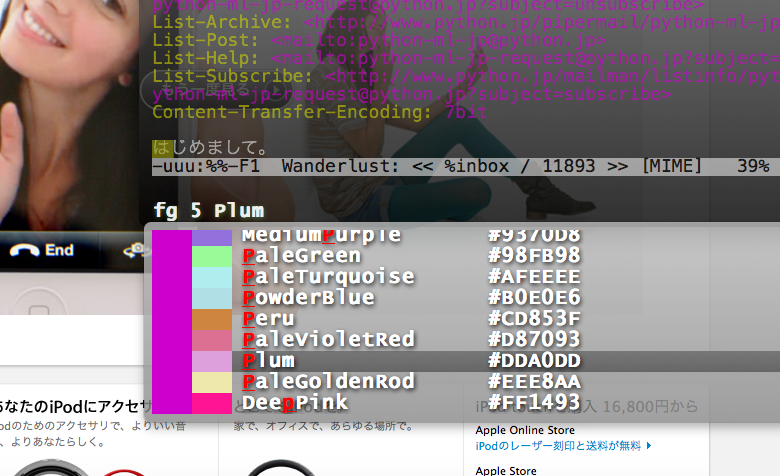 python-ml-jp-request@python.jp?subject=unsubscribe>
List-Archive: <http://www.python.jp/pipermail/python-ml-jp
List-Post: <mailto:python-ml-jp@python.jp>
List-Help: <mailto:python-ml-jp-request@python.jp?subject=
List-Subscribe: <http://www.python.jp/mailman/listinfo/pyt
ython-ml-jp-request@python.jp?subject=subscribe>
もう一度見る
Content-Transfer-Encoding: 7bit
はじめまして。
-uuu:%%-F1 Wanderlust: << %inbox / 11893 >> [MIME] 39%
fg 5 Plum
End
MediumPurple #9370D8
PaleGreen #98FB98
PaleTurquoise #AFEEEE
PowderBlue #B0E0E6
Peru #CD853F
PaleVioletRed #D87093
Plum #DDA0DD
PaleGoldenRod #EEE8AA
DeepPink #FF1493
あなたのiPodにアクセサ
odのためのアクセサリで、よりいい音
、よりあなたらしく。
家で、オフィスで、あらゆる場所で。
購入 16,800円から
Apple Online Store
iPodのレーザー刻印と送料が無料
Apple Store